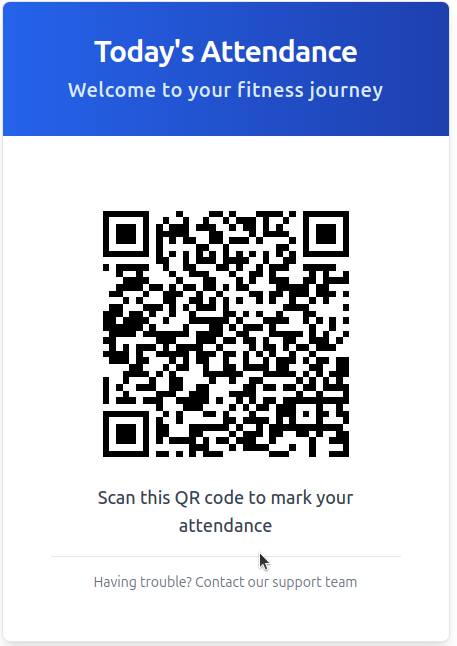 Today's Attendance
Welcome to your fitness journey
Scan this QR code to mark your
attendance
Having trouble? Contact our support team